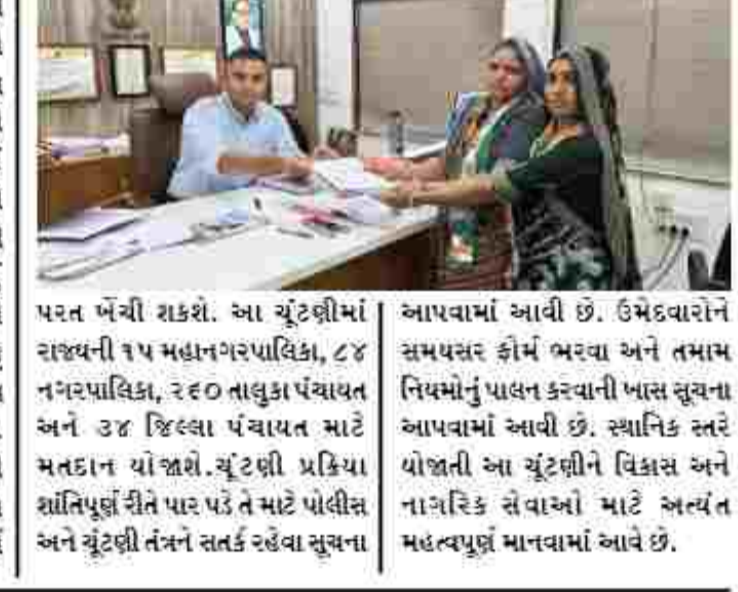 પરત ખેંચી શકશે. આ ચૂંટણીમાં
રાજ્યની ૧૫ મહાનગરપાલિકા, ૮૪
નગરપાલિકા, ૨૬૦ તાલુકા પંચાયત
અને ૩૪ જિલ્લા પંચાયત માટે
મતદાન યોજાશે.ચૂંટણી પ્રક્રિયા
શાંતિપૂર્ણ રીતે પાર પડે તે માટે પોલીસ
અને ચૂંટણી તંત્રને સતર્ક રહેવા સૂચના
આપવામાં આવી છે. ઉમેદવારોને
સમયસર ફોર્મ ભરવા અને તમામ
નિયમોનું પાલન કરવાની ખાસ સૂચના
આપવામાં આવી છે. સ્થાનિક સ્તરે
યોજાતી આ ચૂંટણીને વિકાસ અને
નાગરિક સેવાઓ માટે અત્યંત
મહત્વપૂર્ણ માનવામાં આવે છે.